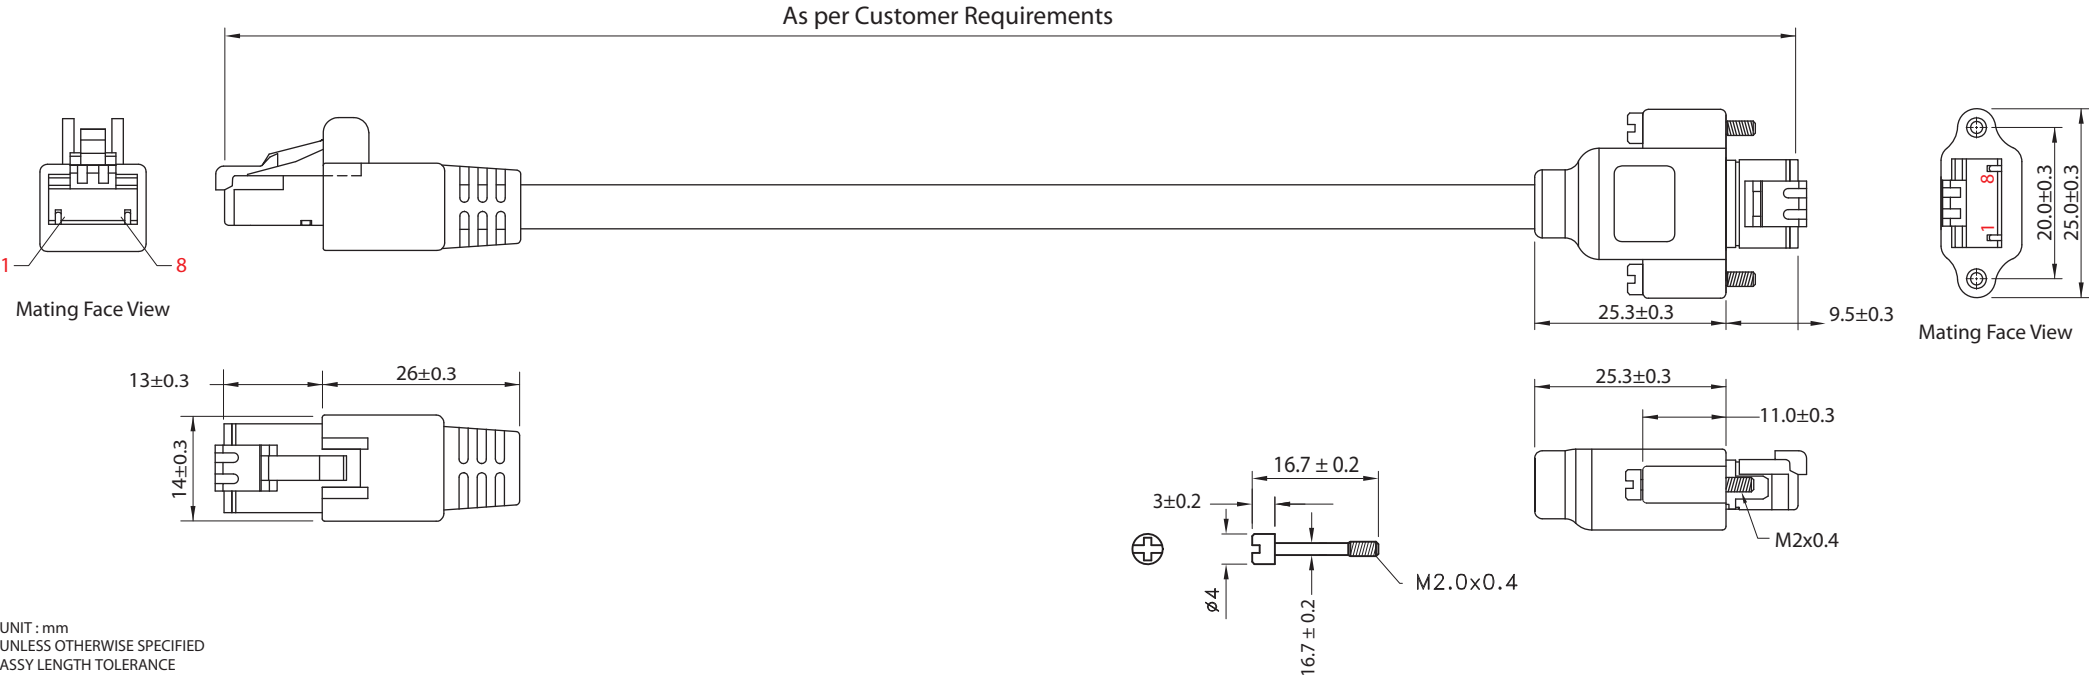 As per Customer Requirements
1
8
Mating Face View
8
1
20.0±0.3
25.0±0.3
25.3±0.3
9.5±0.3
Mating Face View
13±0.3
26±0.3
14±0.3
25.3±0.3
11.0±0.3
M2x0.4
16.7 ± 0.2
3±0.2
ø4
16.7 ± 0.2
M2.0x0.4
UNIT : mm
UNLESS OTHERWISE SPECIFIED
ASSY LENGTH TOLERANCE